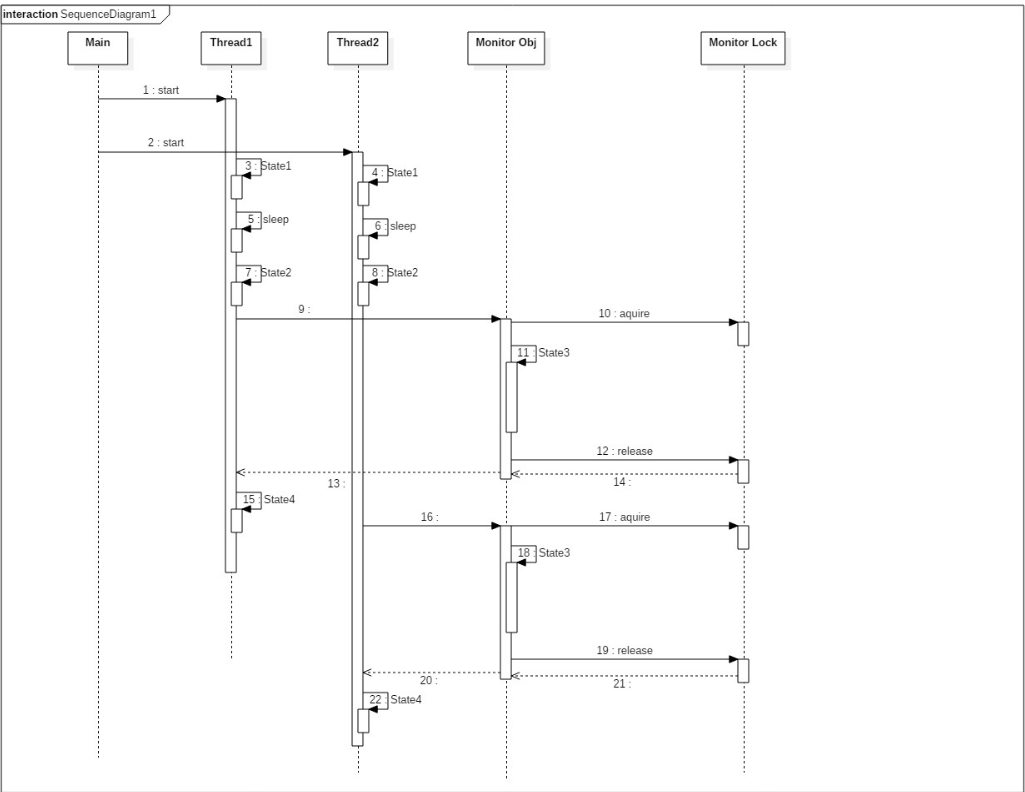 interaction SequenceDiagram1
Main
Thread1
Thread2
Monitor Obj
Monitor Lock
1 : start
2 : start
3 : State1
4 : State1
5 : sleep
6 : sleep
7 : State2
8 : State2
9 :
10 : aquire
11 : State3
12 : release
13 :
14 :
15 : State4
16 :
17 : aquire
18 : State3
19 : release
20 :
21 :
22 : State4